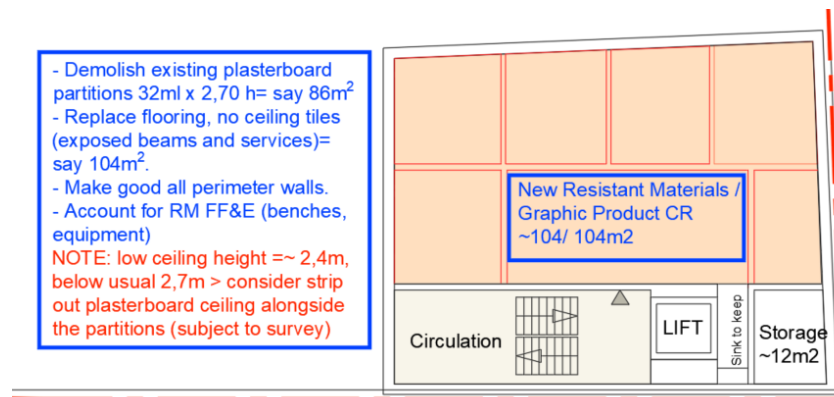 - Demolish existing plasterboard
partitions 32ml x 2,70 h= say 86m²
- Replace flooring, no ceiling tiles
(exposed beams and services)=
say 104m².
- Make good all perimeter walls.
- Account for RM FF&E (benches,
equipment)
NOTE: low ceiling height =~ 2,4m,
below usual 2,7m > consider strip
out plasterboard ceiling alongside
the partitions (subject to survey)
New Resistant Materials /
Graphic Product CR
~104/ 104m2
Circulation
LIFT
Sink to keep
Storage
~12m2